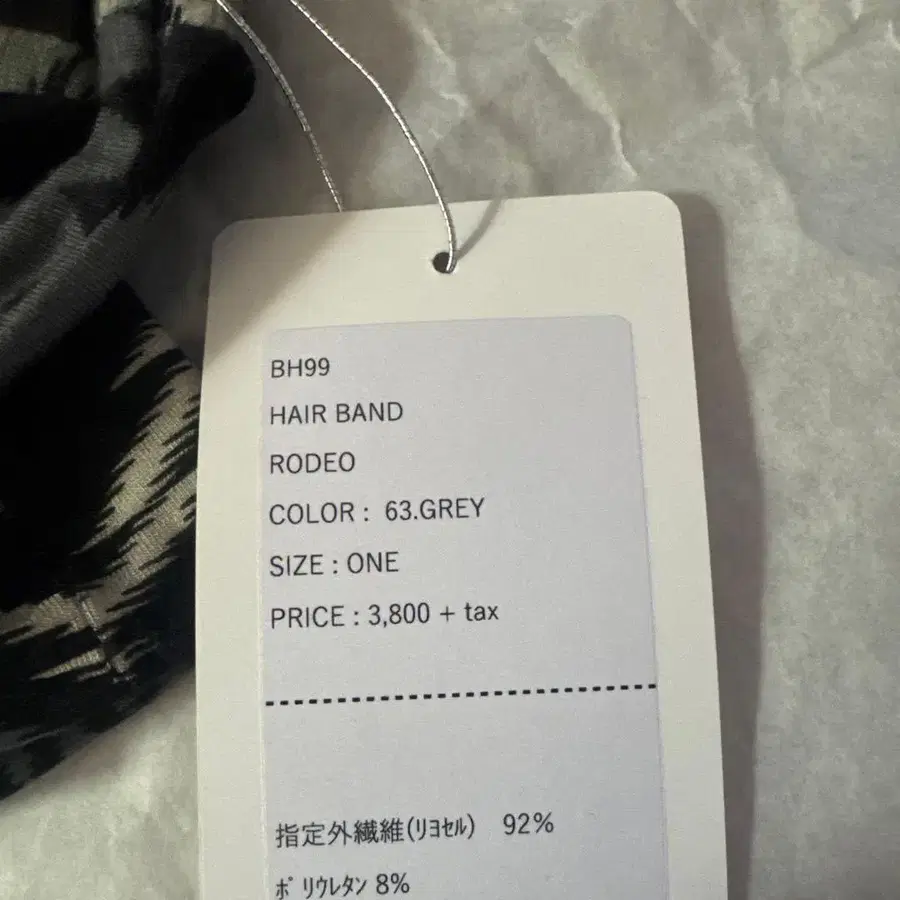 BH99
HAIR BAND
RODEO
COLOR : 63.GREY
SIZE : ONE
PRICE : 3,800 + tax
指定外繊維(ﾘﾖｾﾙ) 92%
ﾎﾟﾘｳﾚﾀﾝ 8%